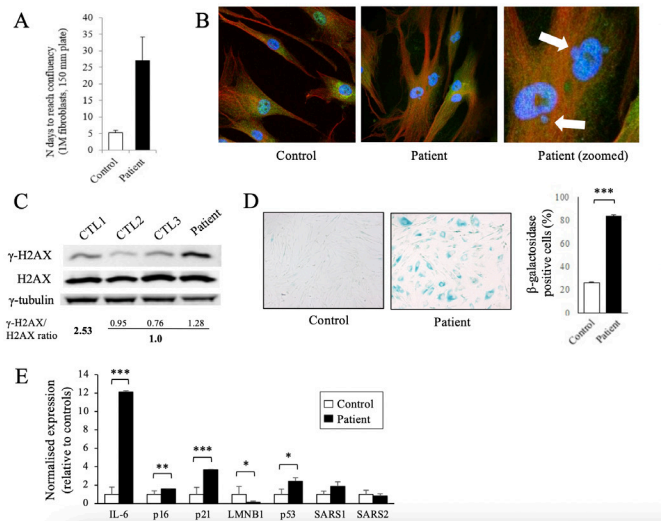 A
N days to reach confluency
(1M fibroblasts, 150 mm plate)
40
35
30
25
20
15
10
5
0
Control
Patient
B
Control
Patient
Patient (zoomed)
C
CTL1
CTL2
CTL3
Patient
γ-H2AX
H2AX
γ-tubulin
γ-H2AX/
H2AX ratio
2.53
0.95
0.76
1.28
1.0
D
Control
Patient
β-galactosidase
positive cells (%)
100
80
60
40
20
0
***
Control
Patient
E
Normalised expression
(relative to controls)
14
12
10
8
6
4
2
0
***
**
***
*
*
Control
Patient
IL-6
p16
p21
LMNB1
p53
SARS1
SARS2